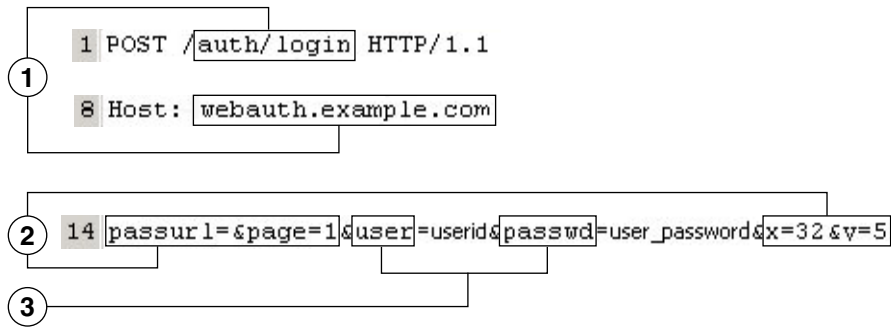 1 POST /auth/login HTTP/1.1
1
8 Host: webauth.example.com
2 14 passurl=&page=1&user=userid&passwd=user_password&x=32&y=5
3